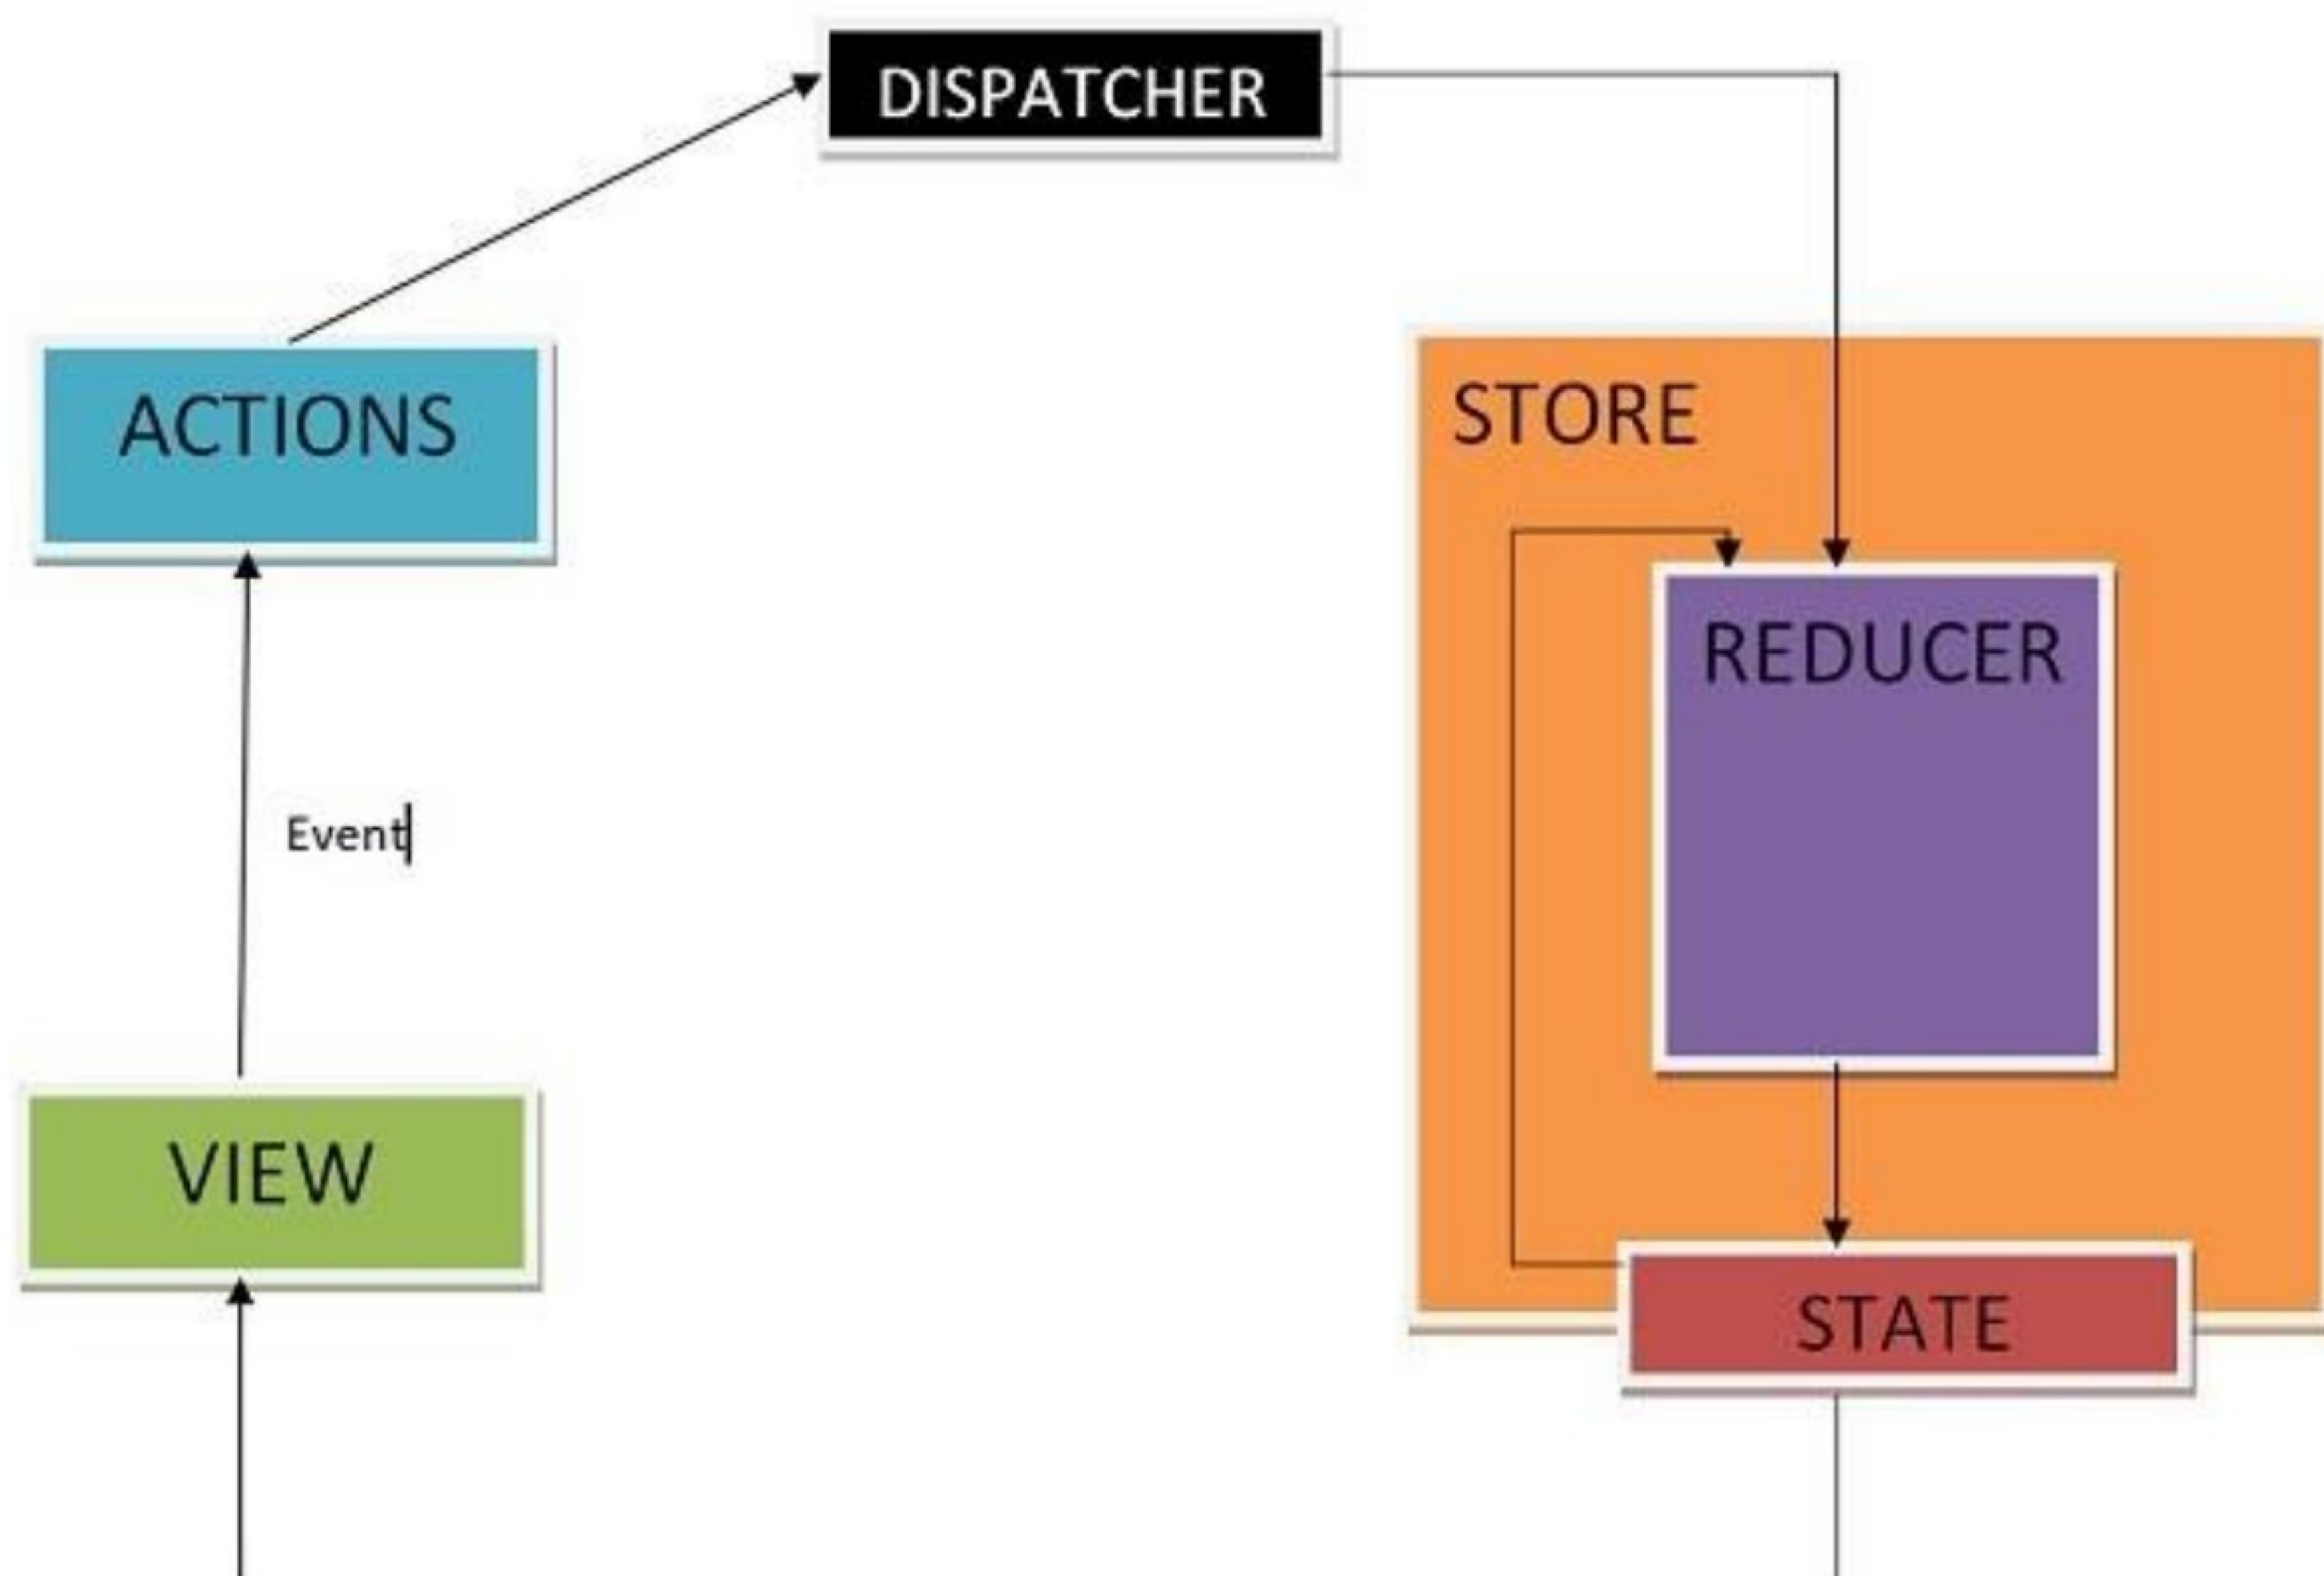 DISPATCHER
ACTIONS
STORE
REDUCER
Event
VIEW
STATE